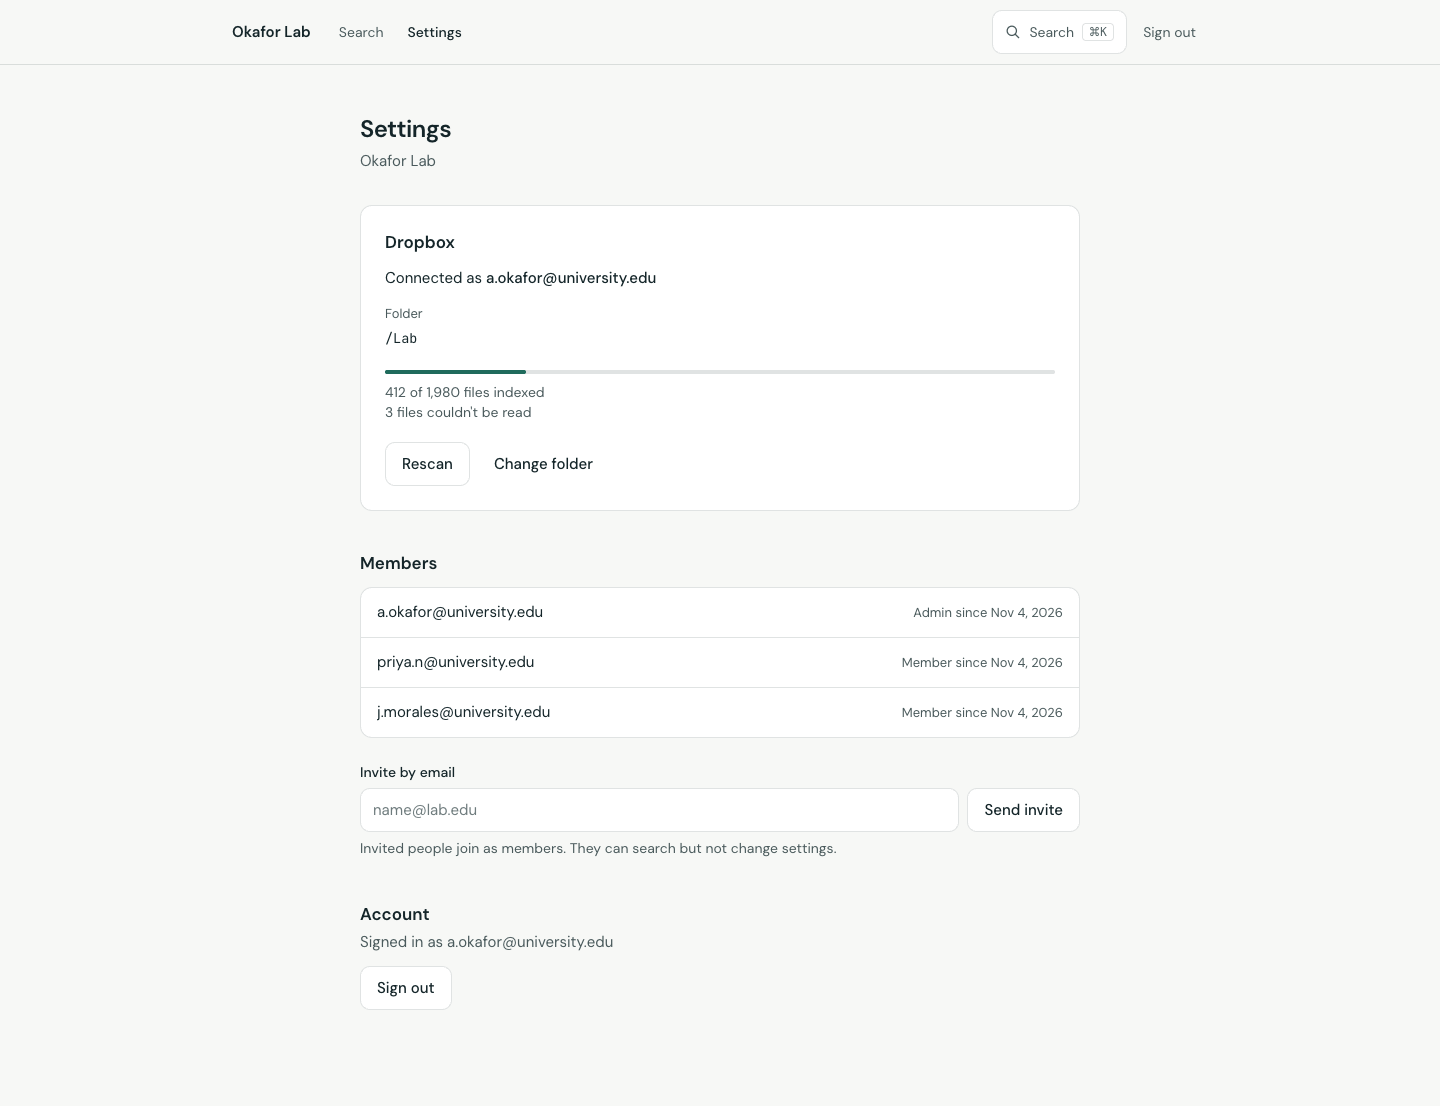 Okafor Lab Search Settings Search ⌘K Sign out
Settings
Okafor Lab
Dropbox
Connected as a.okafor@university.edu
Folder
/Lab
412 of 1,980 files indexed
3 files couldn't be read
Rescan Change folder
Members
a.okafor@university.edu Admin since Nov 4, 2026
priya.n@university.edu Member since Nov 4, 2026
j.morales@university.edu Member since Nov 4, 2026
Invite by email
name@lab.edu Send invite
Invited people join as members. They can search but not change settings.
Account
Signed in as a.okafor@university.edu
Sign out